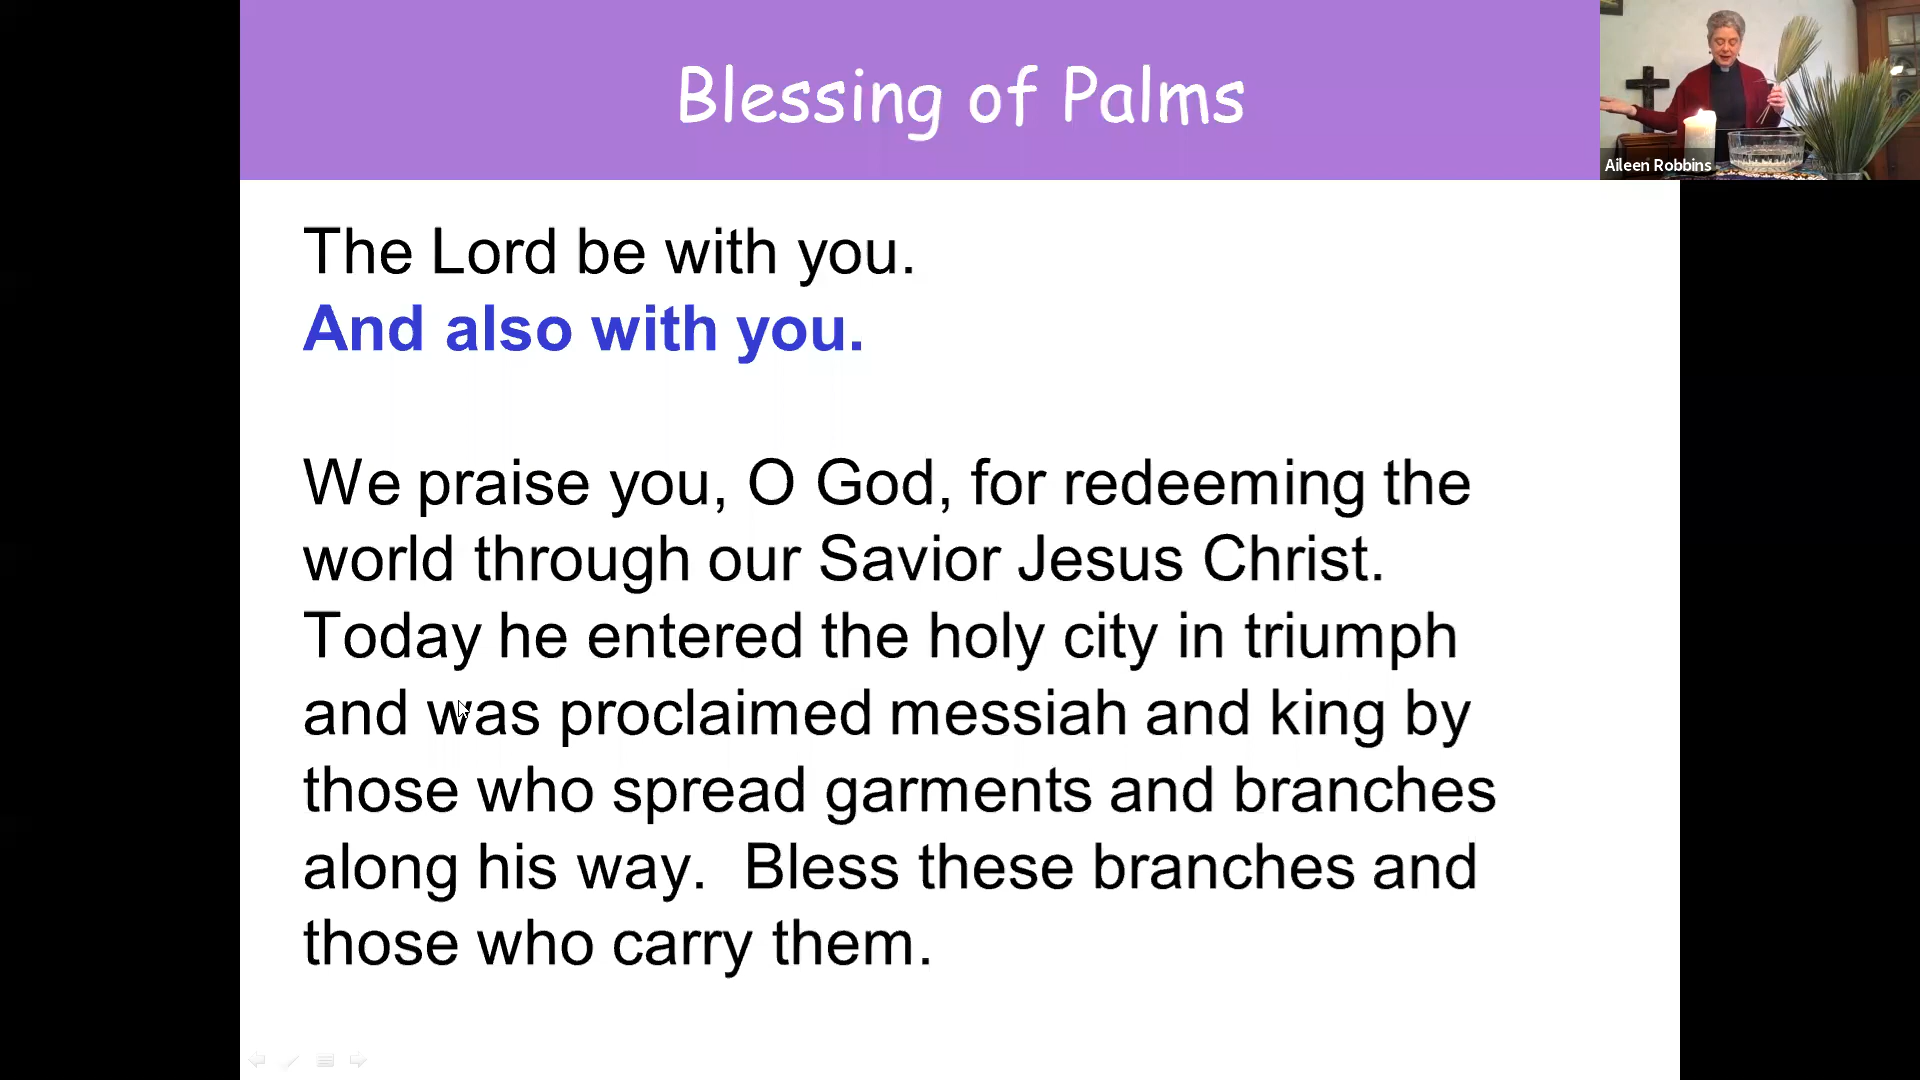 Blessing of Palms
Aileen Robbins
The Lord be with you.
And also with you.
We praise you, O God, for redeeming the
world through our Savior Jesus Christ.
Today he entered the holy city in triumph
and was proclaimed messiah and king by
those who spread garments and branches
along his way.  Bless these branches and
those who carry them.